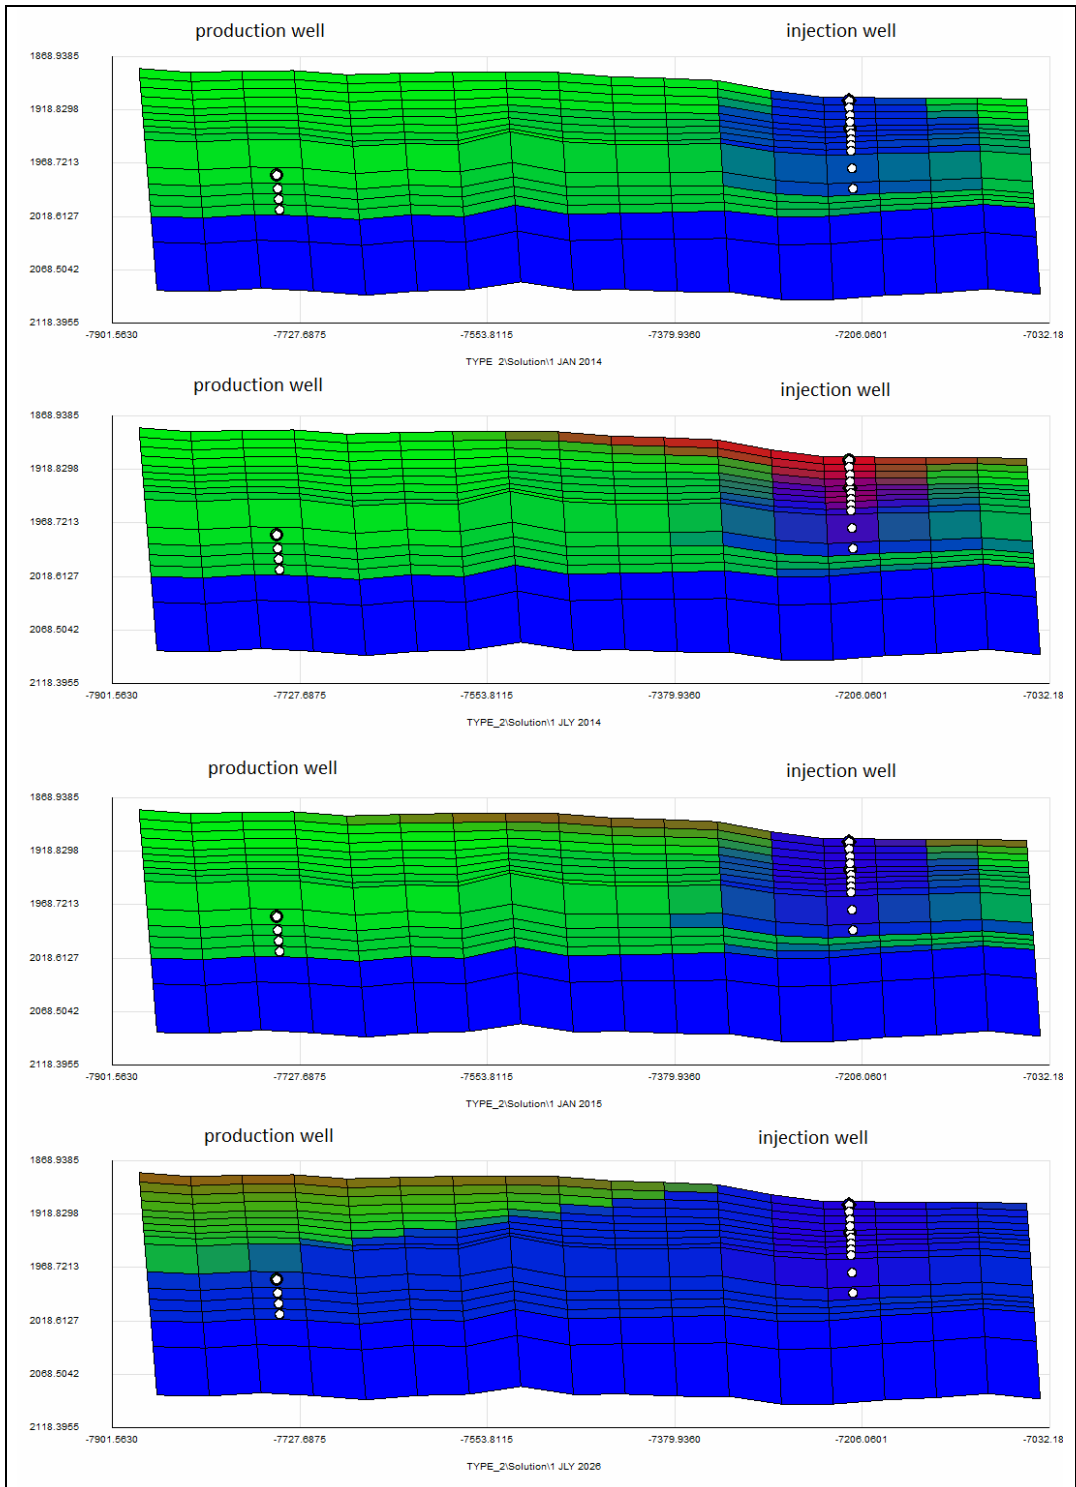 production well injection well
1868.9385
1918.8298
1968.7213
2018.6127
2068.5042
2118.3955
-7901.5630 -7727.6875 -7553.8115 -7379.9360 -7206.0601 -7032.18
TYPE_2\Solution\1 JAN 2014
production well injection well
1868.9385
1918.8298
1968.7213
2018.6127
2068.5042
2118.3955
-7901.5630 -7727.6875 -7553.8115 -7379.9360 -7206.0601 -7032.18
TYPE_2\Solution\1 JLY 2014
production well injection well
1868.9385
1918.8298
1968.7213
2018.6127
2068.5042
2118.3955
-7901.5630 -7727.6875 -7553.8115 -7379.9360 -7206.0601 -7032.18
TYPE_2\Solution\1 JAN 2015
production well injection well
1868.9385
1918.8298
1968.7213
2018.6127
2068.5042
2118.3955
-7901.5630 -7727.6875 -7553.8115 -7379.9360 -7206.0601 -7032.18
TYPE_2\Solution\1 JLY 2026